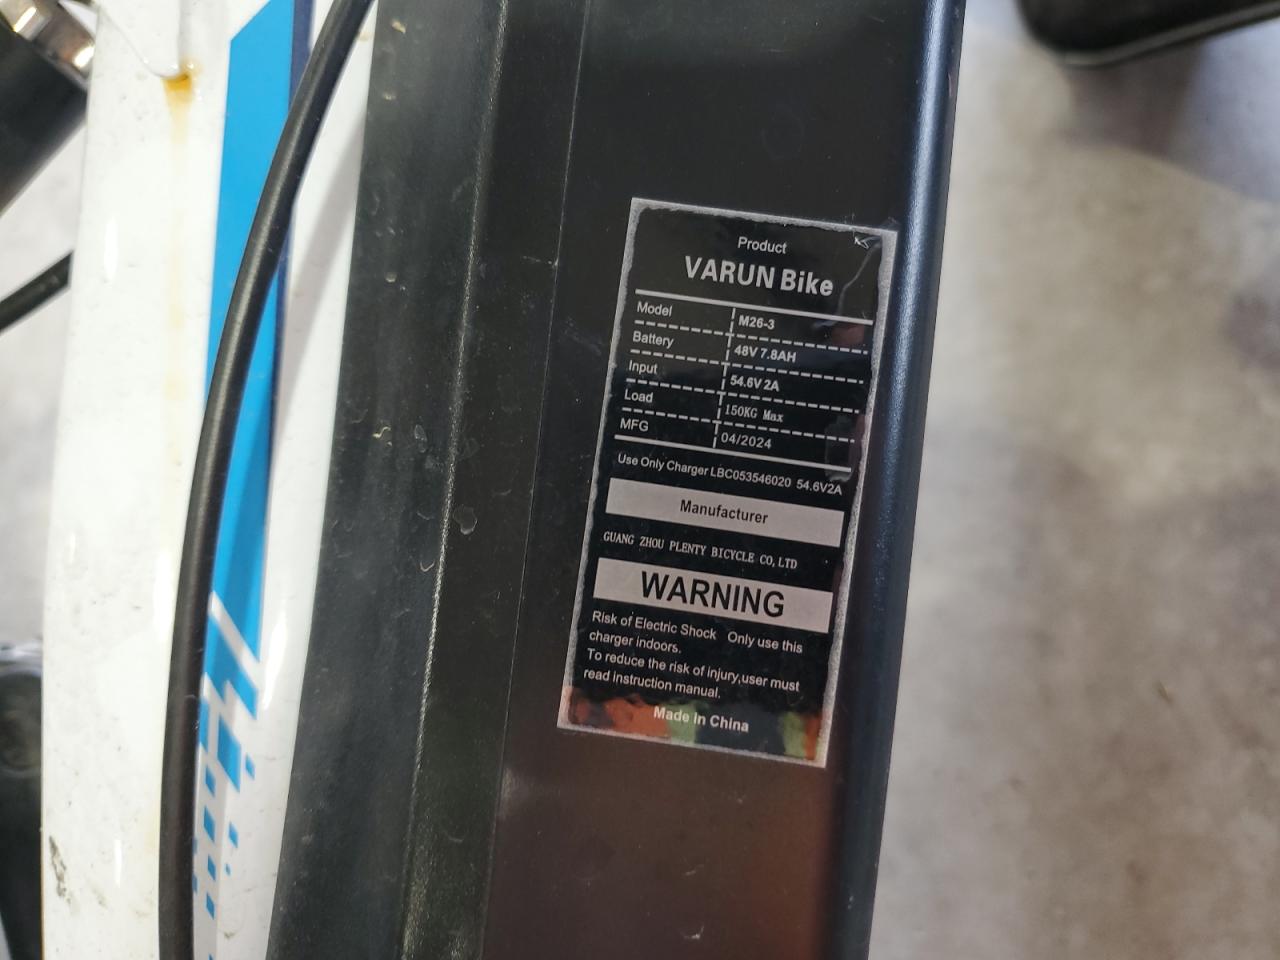 Product
VARUN Bike
Model M26-3
Battery 48V 7.8AH
Input 54.6V 2A
Load 150KG Max
MFG 04/2024
Use Only Charger LBC053546020 54.6V2A
Manufacturer
GUANG ZHOU PLENTY BICYCLE CO,LTD
WARNING
Risk of Electric Shock Only use this
charger indoors.
To reduce the risk of injury,user must
read instruction manual.
Made in China